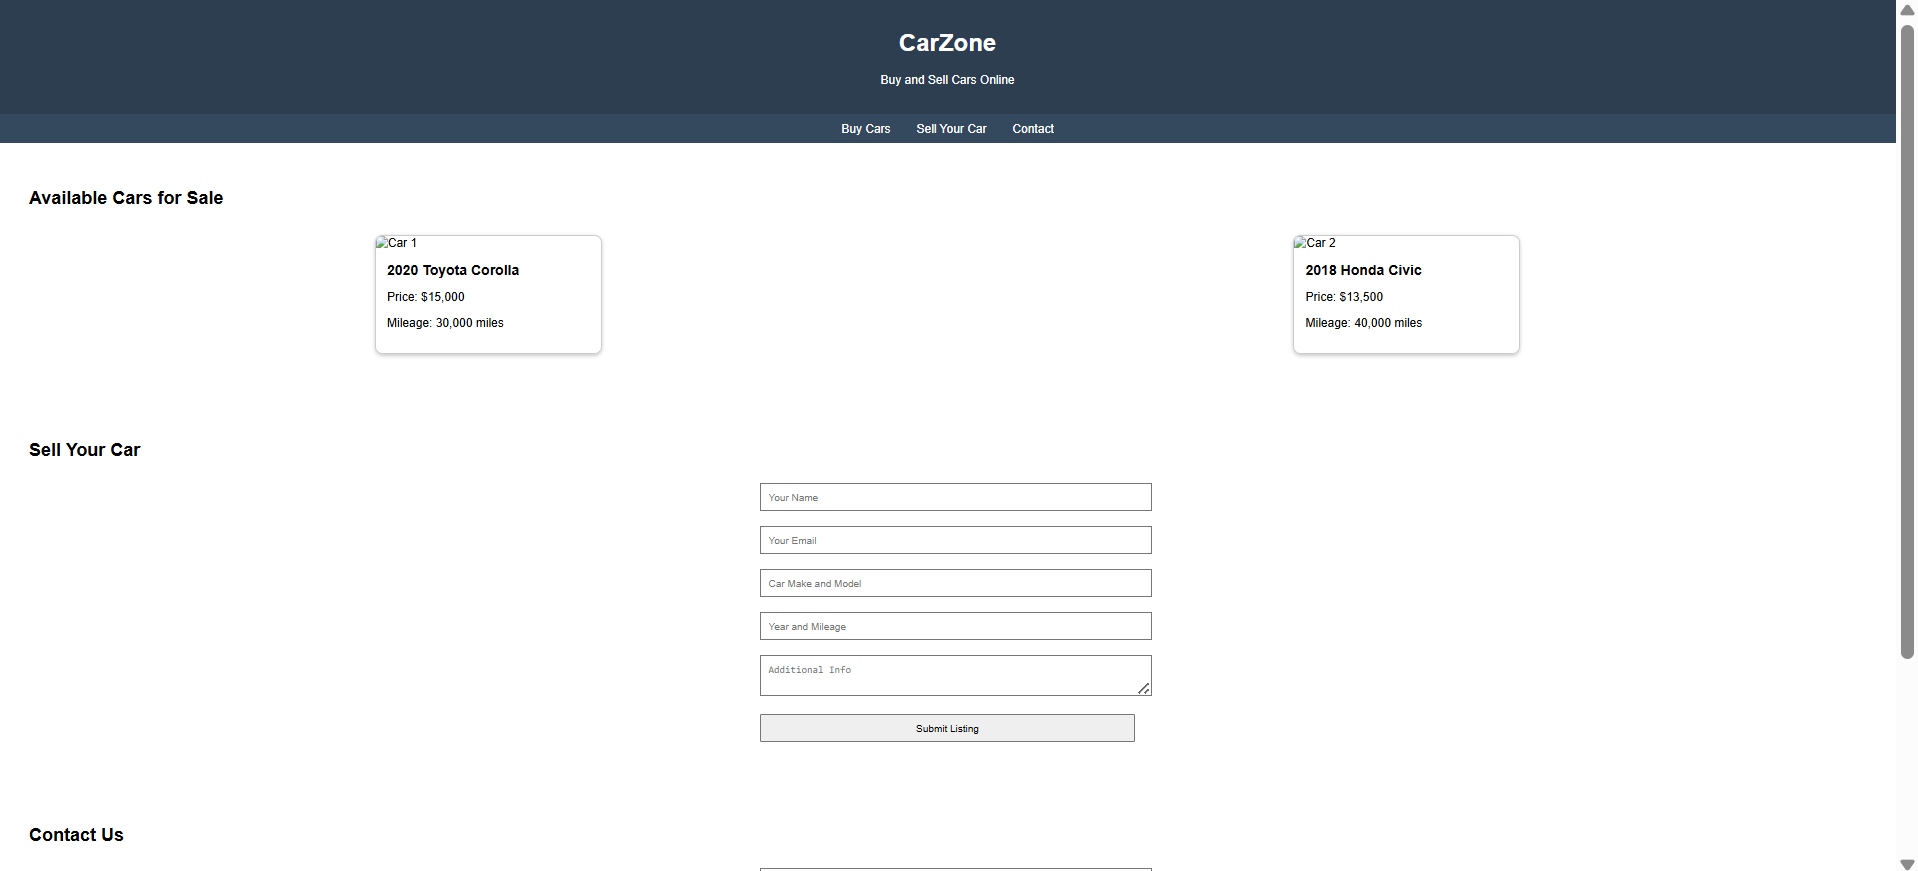 CarZone
Buy and Sell Cars Online
Buy Cars Sell Your Car Contact
Available Cars for Sale
Car 1
2020 Toyota Corolla
Price: $15,000
Mileage: 30,000 miles
Car 2
2018 Honda Civic
Price: $13,500
Mileage: 40,000 miles
Sell Your Car
Your Name
Your Email
Car Make and Model
Year and Mileage
Additional Info
Submit Listing
Contact Us